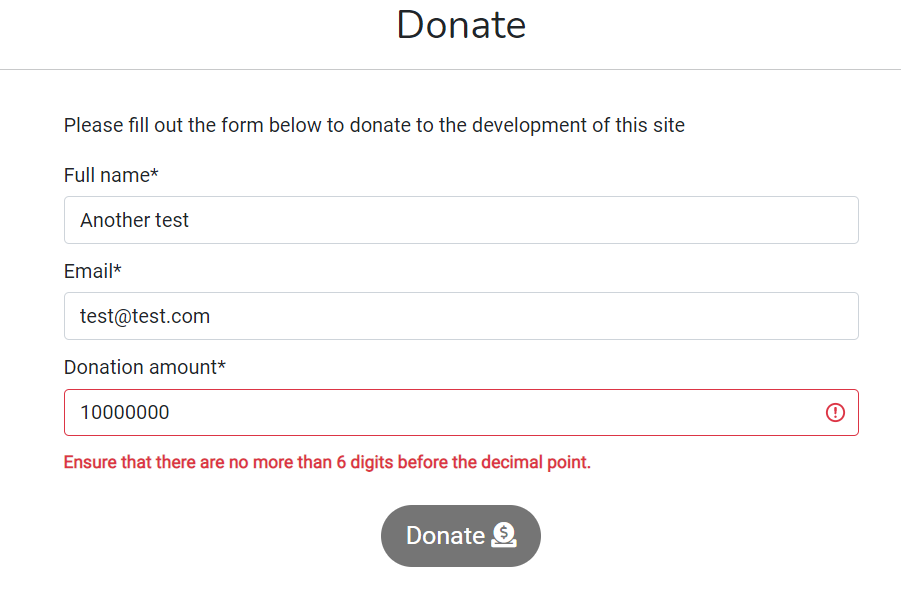 Donate
Please fill out the form below to donate to the development of this site
Full name*
Another test
Email*
test@test.com
Donation amount*
10000000
Ensure that there are no more than 6 digits before the decimal point.
Donate